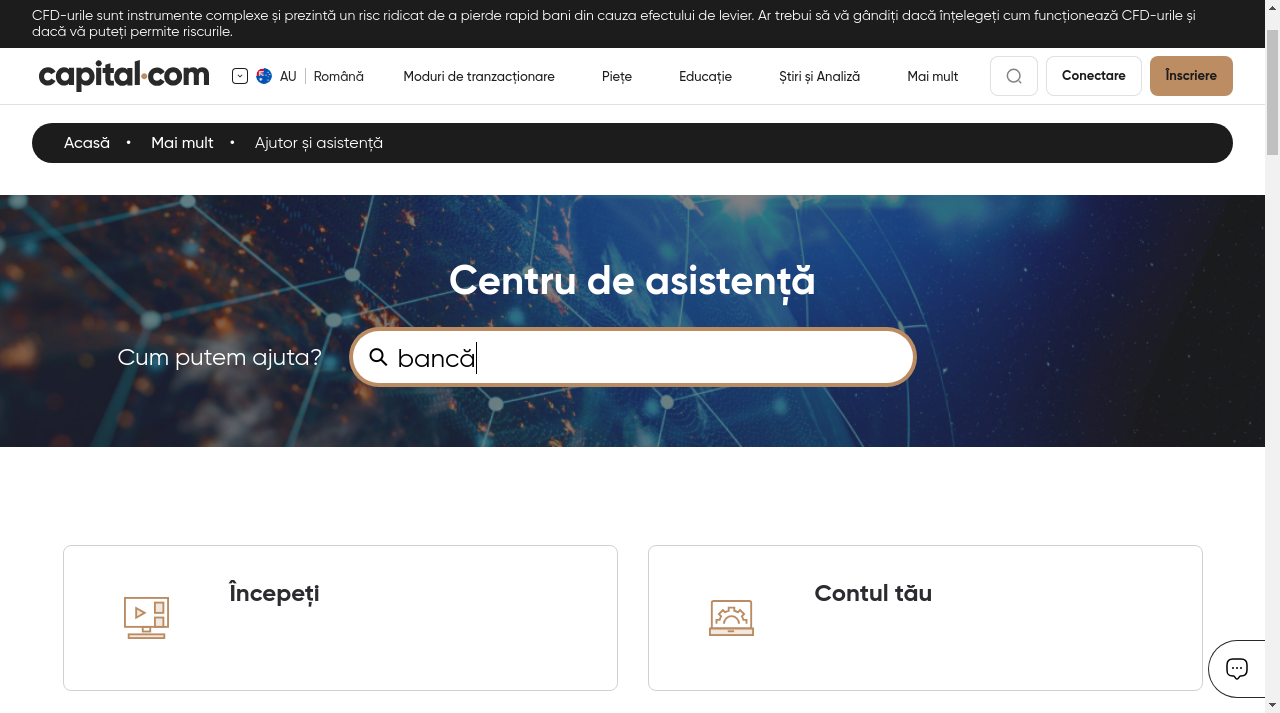 CFD-urile sunt instrumente complexe și prezintă un risc ridicat de a pierde rapid bani din cauza efectului de levier. Ar trebui să vă gândiți dacă înțelegeți cum funcționează CFD-urile și
dacă vă puteți permite riscurile.
capital.com AU Română Moduri de tranzacționare Piețe Educație Știri și Analiză Mai mult Conectare Înscriere
Acasă • Mai mult • Ajutor și asistență
Centru de asistență
Cum putem ajuta? bancă
Începeți Contul tău